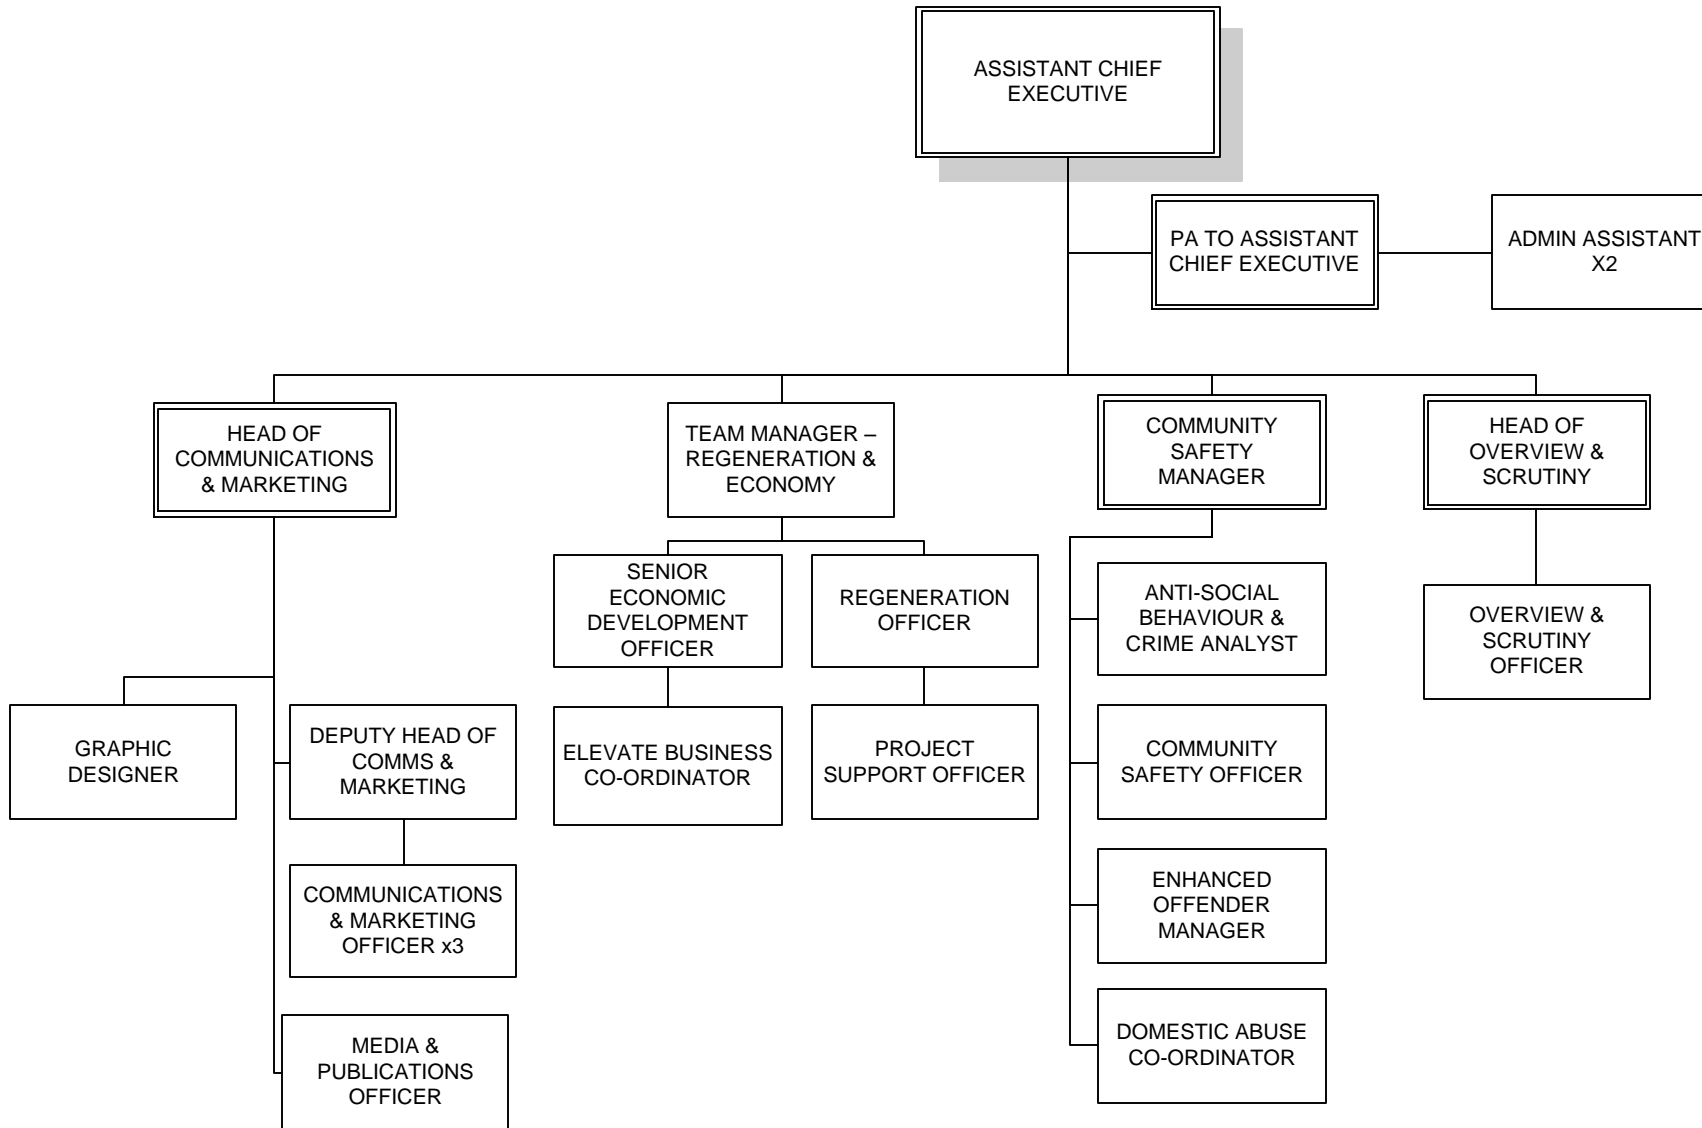 ASSISTANT CHIEF
EXECUTIVE
PA TO ASSISTANT
CHIEF EXECUTIVE
ADMIN ASSISTANT
X2
HEAD OF
COMMUNICATIONS
& MARKETING
TEAM MANAGER –
REGENERATION &
ECONOMY
COMMUNITY
SAFETY
MANAGER
HEAD OF
OVERVIEW &
SCRUTINY
SENIOR
ECONOMIC
DEVELOPMENT
OFFICER
REGENERATION
OFFICER
ANTI-SOCIAL
BEHAVIOUR &
CRIME ANALYST
OVERVIEW &
SCRUTINY
OFFICER
GRAPHIC
DESIGNER
DEPUTY HEAD OF
COMMS &
MARKETING
ELEVATE BUSINESS
CO-ORDINATOR
PROJECT
SUPPORT OFFICER
COMMUNITY
SAFETY OFFICER
COMMUNICATIONS
& MARKETING
OFFICER x3
ENHANCED
OFFENDER
MANAGER
MEDIA &
PUBLICATIONS
OFFICER
DOMESTIC ABUSE
CO-ORDINATOR